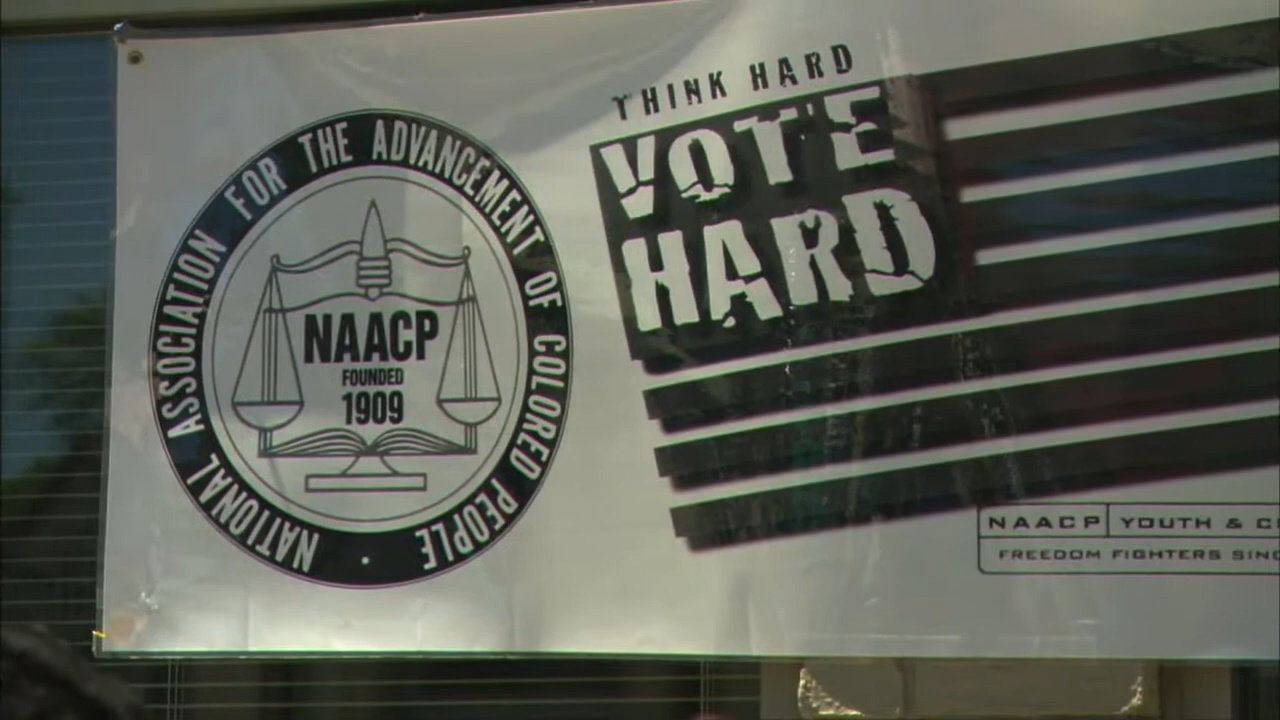 NATIONAL ASSOCIATION FOR THE ADVANCEMENT OF COLORED PEOPLE
NAACP
FOUNDED
1909
THINK HARD
VOTE
HARD
NAACP YOUTH &
FREEDOM FIGHTERS